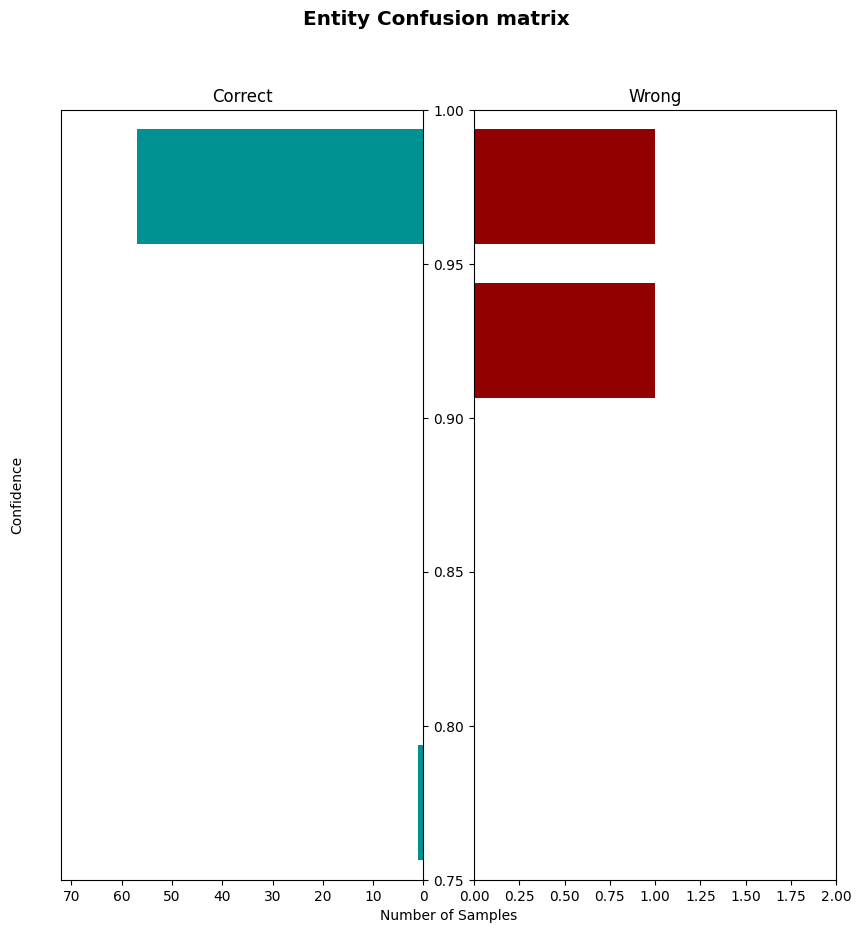 Entity Confusion matrix
Correct
Wrong
1.00
0.95
0.90
0.85
0.80
0.75
Confidence
70 60 50 40 30 20 10 0
0.00 0.25 0.50 0.75 1.00 1.25 1.50 1.75 2.00
Number of Samples